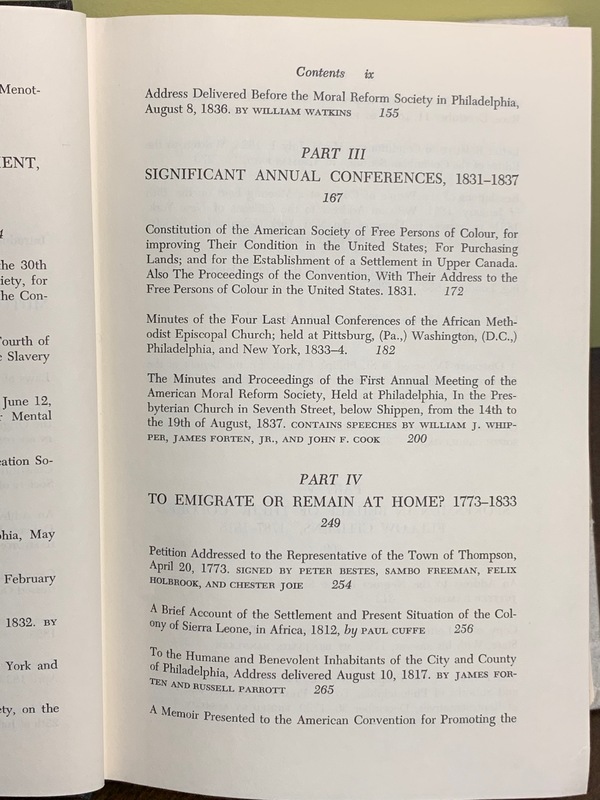 Menot-
ENT,
4
he 30th
iety, for
he Con-
ourth of
Slavery
June 12,
Mental
ation So-
phia, May
February
1832. BY
York and
ety, on the
Contents ix
Address Delivered Before the Moral Reform Society in Philadelphia,
August 8, 1836. BY WILLIAM WATKINS 155
PART III
SIGNIFICANT ANNUAL CONFERENCES, 1831–1837
167
Constitution of the American Society of Free Persons of Colour, for
improving Their Condition in the United States; For Purchasing
Lands; and for the Establishment of a Settlement in Upper Canada.
Also The Proceedings of the Convention, With Their Address to the
Free Persons of Colour in the United States. 1831. 172
Minutes of the Four Last Annual Conferences of the African Meth-
odist Episcopal Church; held at Pittsburg, (Pa.,) Washington, (D.C.,)
Philadelphia, and New York, 1833–4. 182
The Minutes and Proceedings of the First Annual Meeting of the
American Moral Reform Society, Held at Philadelphia, In the Pres-
byterian Church in Seventh Street, below Shippen, from the 14th to
the 19th of August, 1837. CONTAINS SPEECHES BY WILLIAM J. WHIP-
PER, JAMES FORTEN, JR., AND JOHN F. COOK 200
PART IV
TO EMIGRATE OR REMAIN AT HOME? 1773–1833
249
Petition Addressed to the Representative of the Town of Thompson,
April 20, 1773. SIGNED BY PETER BESTES, SAMBO FREEMAN, FELIX
HOLBROOK, AND CHESTER JOIE 254
A Brief Account of the Settlement and Present Situation of the Col-
ony of Sierra Leone, in Africa, 1812, by PAUL CUFFE 256
To the Humane and Benevolent Inhabitants of the City and County
of Philadelphia, Address delivered August 10, 1817. BY JAMES FOR-
TEN AND RUSSELL PARROTT 265
A Memoir Presented to the American Convention for Promoting the